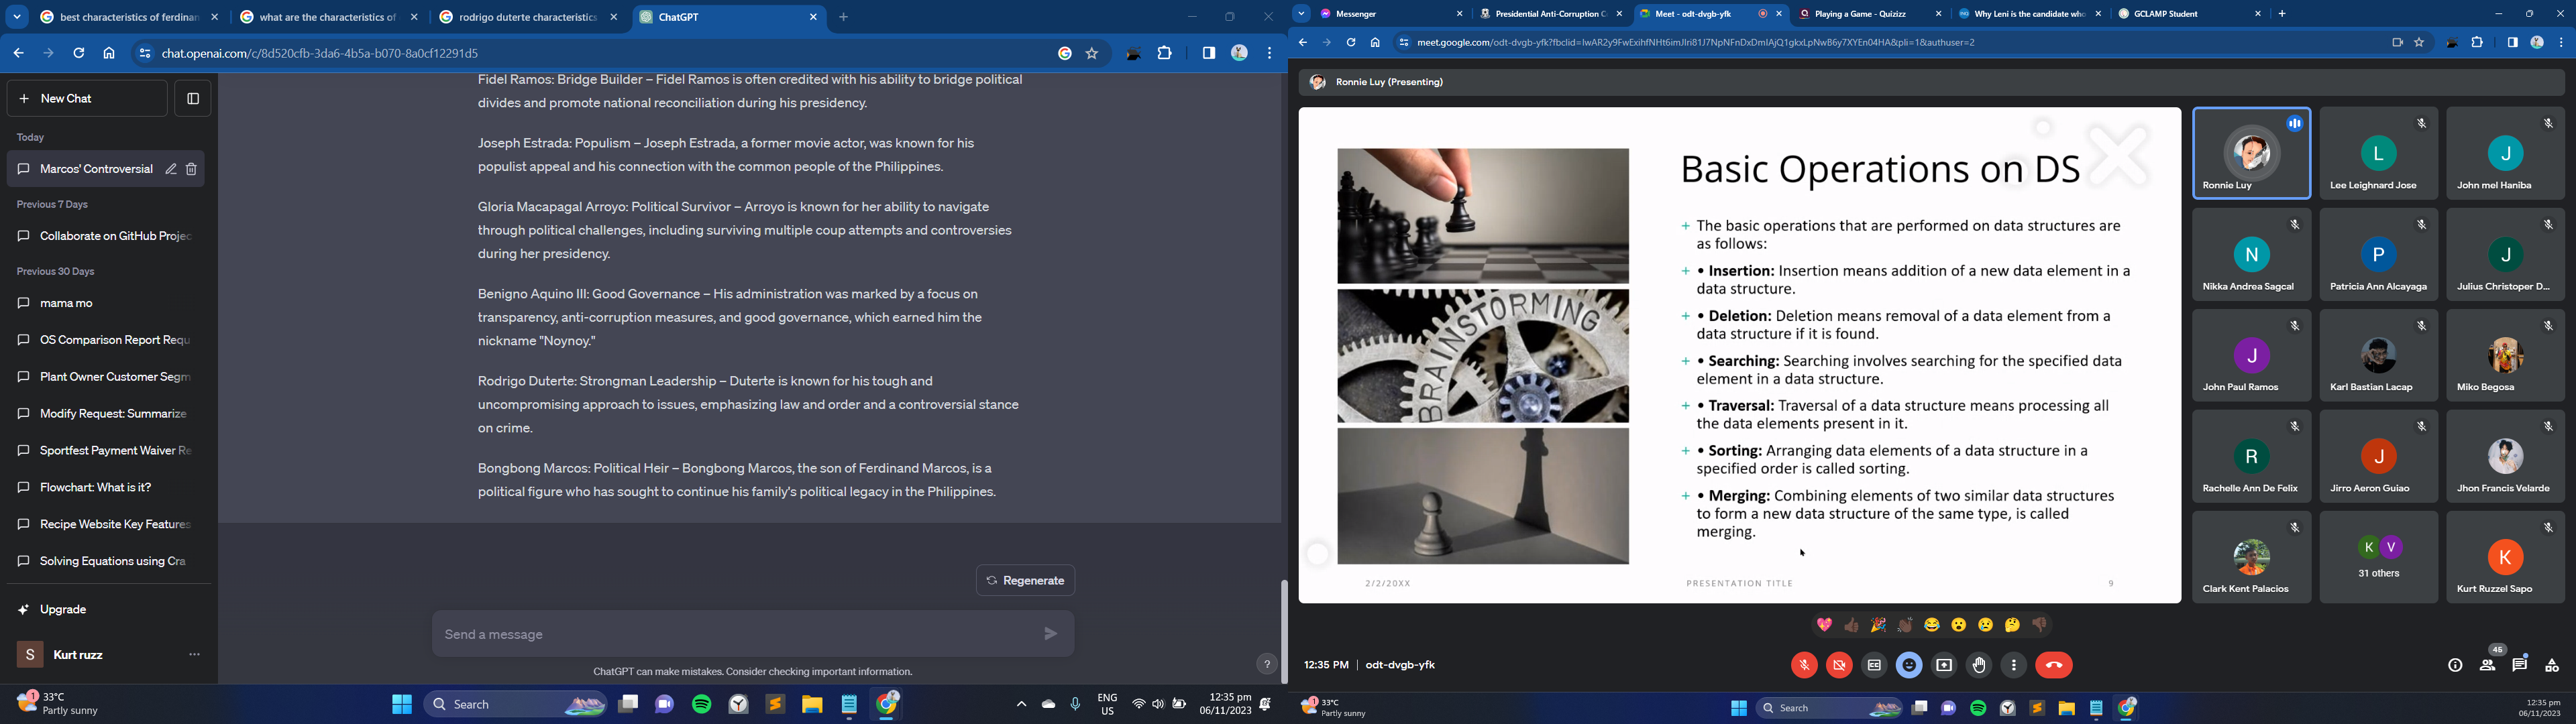 best characteristics of ferdinan
what are the characteristics of
rodrigo duterte characteristics
ChatGPT
chat.openai.com/c/8d520cfb-3da6-4b5a-b070-8a0cf12291d5
New Chat
Today
Marcos' Controversial
Previous 7 Days
Collaborate on GitHub Projec
Previous 30 Days
mama mo
OS Comparison Report Requ
Plant Owner Customer Segm
Modify Request: Summarize
Sportfest Payment Waiver Re
Flowchart: What is it?
Recipe Website Key Features
Solving Equations using Cra
Upgrade
S Kurt ruzz
Fidel Ramos: Bridge Builder – Fidel Ramos is often credited with his ability to bridge political
divides and promote national reconciliation during his presidency.
Joseph Estrada: Populism – Joseph Estrada, a former movie actor, was known for his
populist appeal and his connection with the common people of the Philippines.
Gloria Macapagal Arroyo: Political Survivor – Arroyo is known for her ability to navigate
through political challenges, including surviving multiple coup attempts and controversies
during her presidency.
Benigno Aquino III: Good Governance – His administration was marked by a focus on
transparency, anti-corruption measures, and good governance, which earned him the
nickname "Noynoy."
Rodrigo Duterte: Strongman Leadership – Duterte is known for his tough and
uncompromising approach to issues, emphasizing law and order and a controversial stance
on crime.
Bongbong Marcos: Political Heir – Bongbong Marcos, the son of Ferdinand Marcos, is a
political figure who has sought to continue his family's political legacy in the Philippines.
Regenerate
Send a message
ChatGPT can make mistakes. Consider checking important information.
?
1
33°C
Partly sunny
Search
ENG
US
12:35 pm
06/11/2023
Messenger
Presidential Anti-Corruption C
Meet - odt-dvgb-yfk
Playing a Game - Quizizz
Why Leni is the candidate who
GCLAMP Student
meet.google.com/odt-dvgb-yfk?fbclid=
Ronnie Luy (Presenting)
BRAINSTORMING
Basic Operations on DS
+ The basic operations that are performed on data structures are
as follows:
+ • Insertion: Insertion means addition of a new data element in a
data structure.
+ • Deletion: Deletion means removal of a data element from a
data structure if it is found.
+ • Searching: Searching involves searching for the specified data
element in a data structure.
+ • Traversal: Traversal of a data structure means processing all
the data elements present in it.
+ • Sorting: Arranging data elements of a data structure in a
specified order is called sorting.
+ • Merging: Combining elements of two similar data structures
to form a new data structure of the same type, is called
merging.
2/2/20XX
PRESENTATION TITLE
9
Ronnie Luy
L
Lee Leighnard Jose
J
John mel Haniba
N
Nikka Andrea Sagcal
P
Patricia Ann Alcayaga
J
Julius Christoper D...
J
John Paul Ramos
Karl Bastian Lacap
Miko Begosa
R
Rachelle Ann De Felix
J
Jirro Aeron Guiao
Jhon Francis Velarde
Clark Kent Palacios
K V
31 others
K
Kurt Ruzzel Sapo
12:35 PM | odt-dvgb-yfk
45
1
33°C
Partly sunny
Search
12:35 pm
06/11/2023